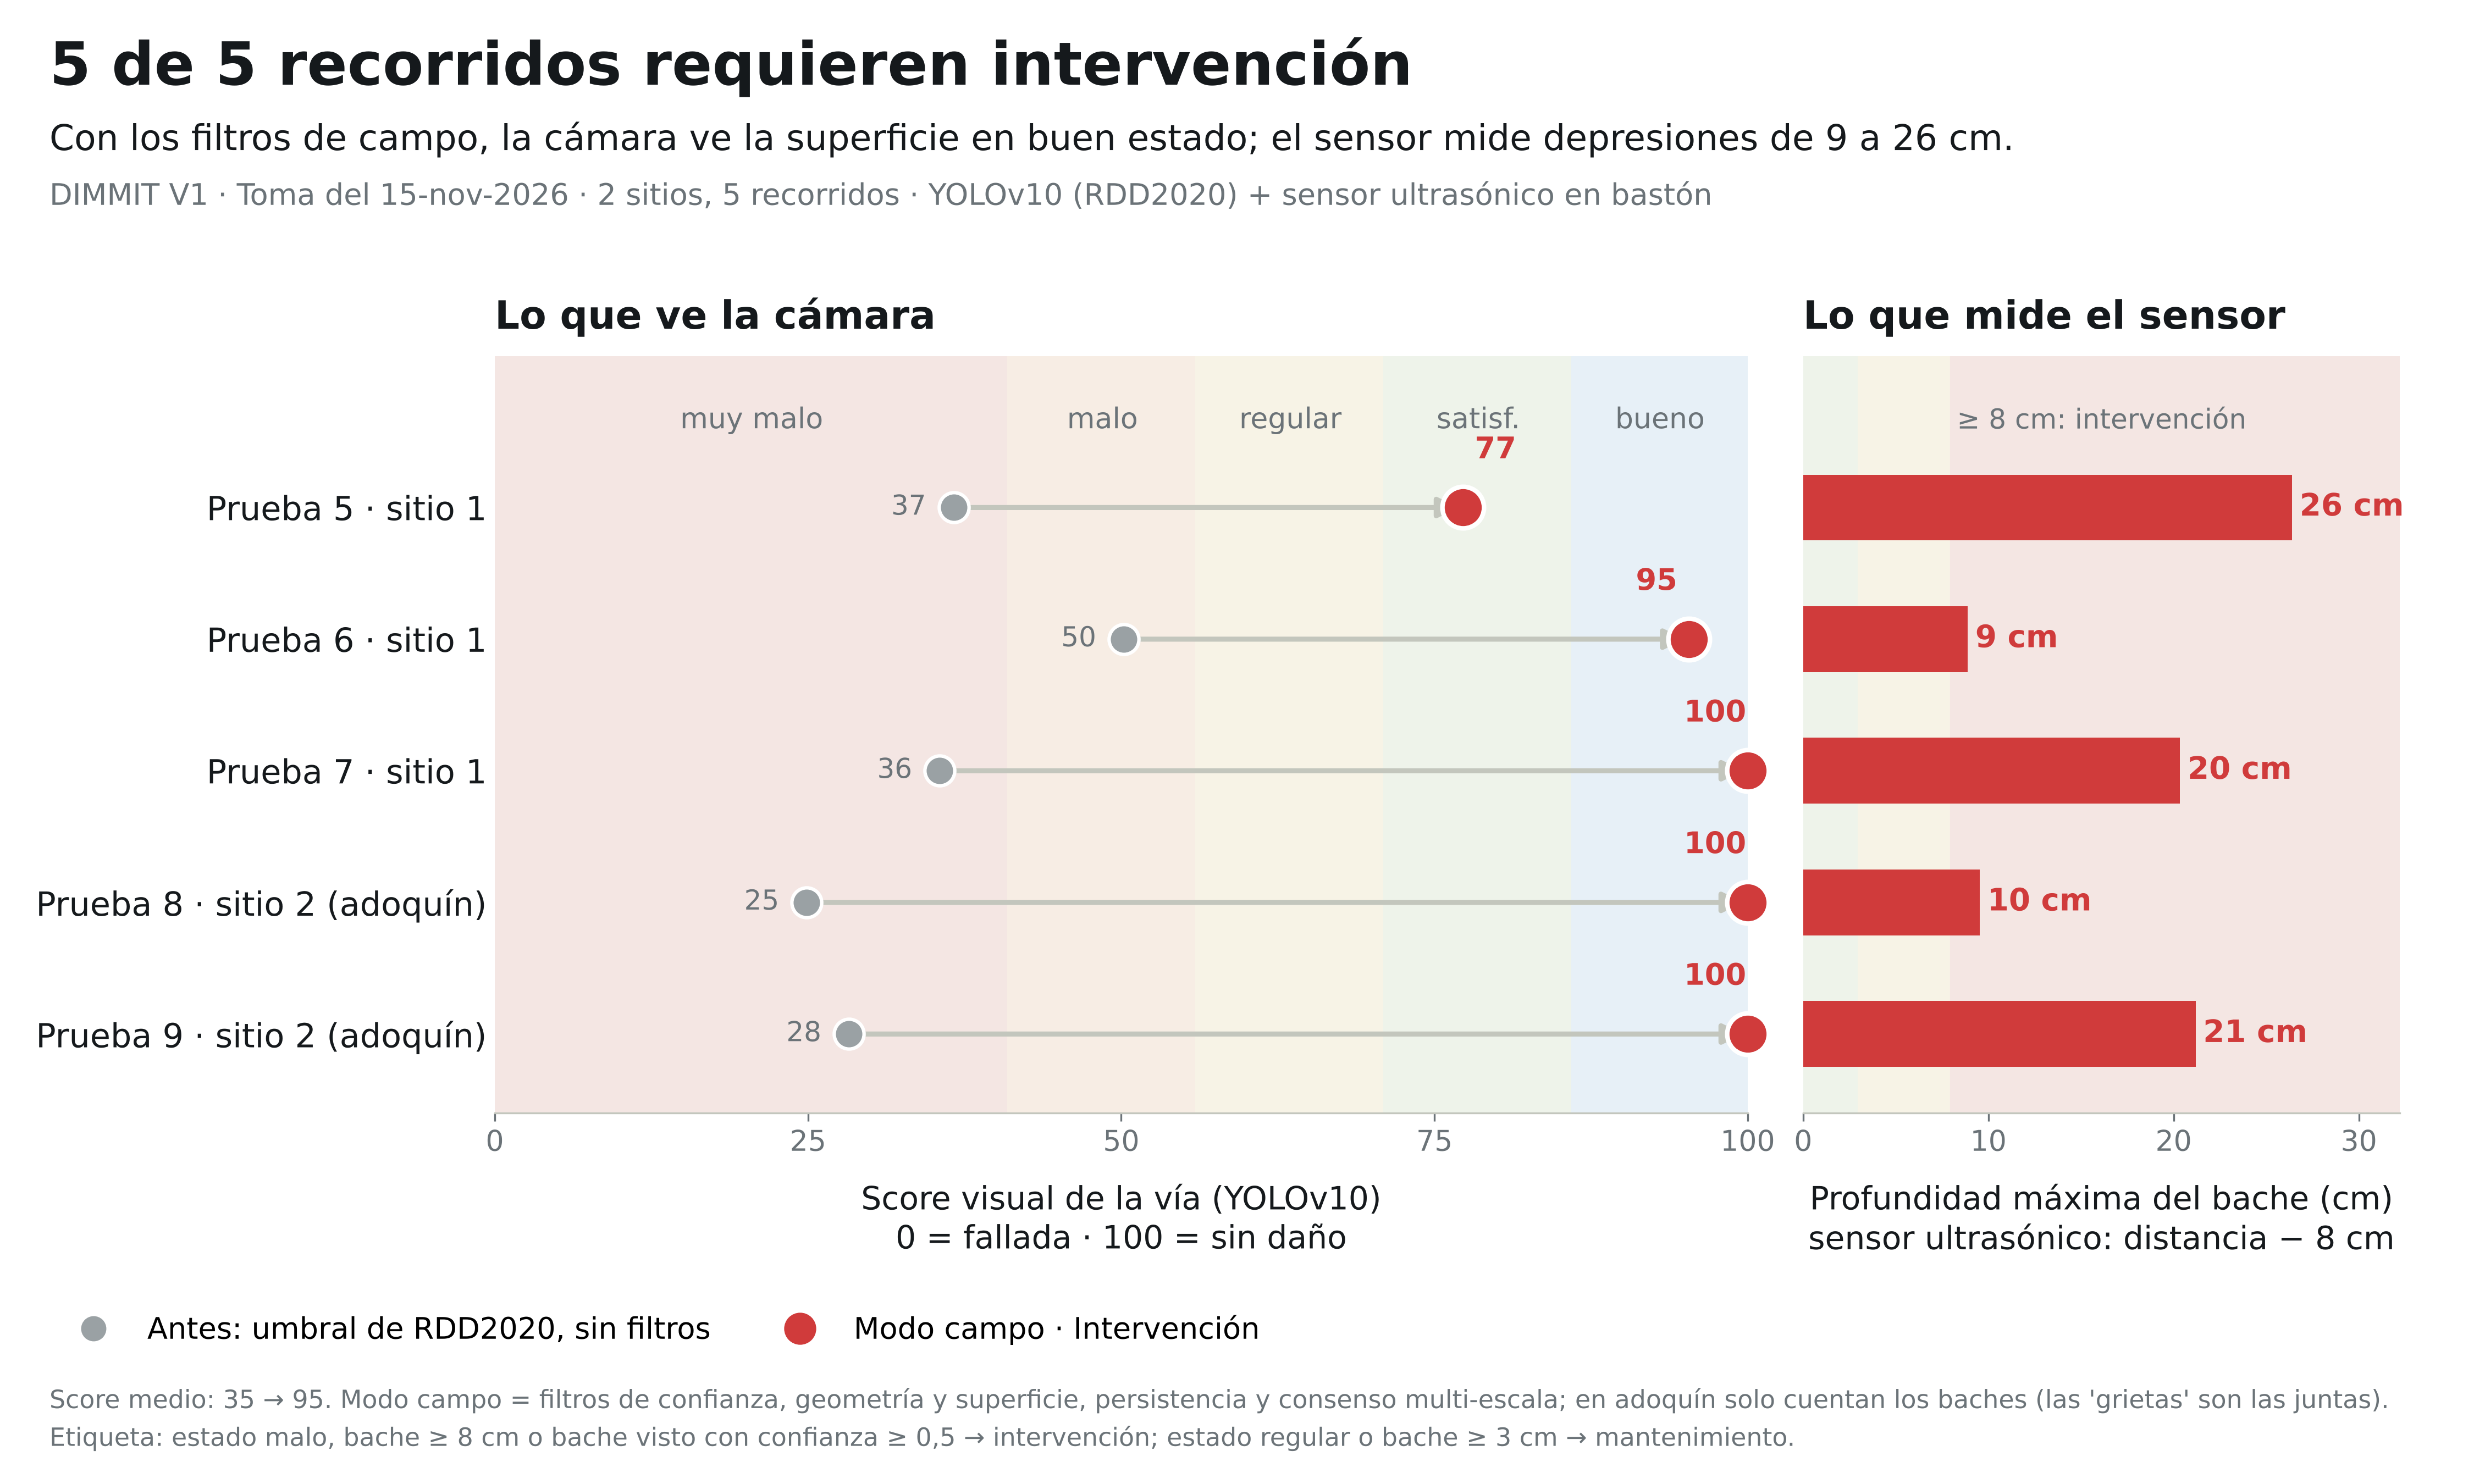 5 de 5 recorridos requieren intervención
Con los filtros de campo, la cámara ve la superficie en buen estado; el sensor mide depresiones de 9 a 26 cm.
DIMMIT V1 · Toma del 15-nov-2026 · 2 sitios, 5 recorridos · YOLOv10 (RDD2020) + sensor ultrasónico en bastón
Lo que ve la cámara
Lo que mide el sensor
muy malo
malo
regular
satisf.
bueno
≥ 8 cm: intervención
77
Prueba 5 · sitio 1
37
26 cm
95
Prueba 6 · sitio 1
50
9 cm
100
Prueba 7 · sitio 1
36
20 cm
100
Prueba 8 · sitio 2 (adoquín)
25
10 cm
100
Prueba 9 · sitio 2 (adoquín)
28
21 cm
0 25 50 75 100
0 10 20 30
Score visual de la vía (YOLOv10)
0 = fallada · 100 = sin daño
Profundidad máxima del bache (cm)
sensor ultrasónico: distancia − 8 cm
Antes: umbral de RDD2020, sin filtros
Modo campo · Intervención
Score medio: 35 → 95. Modo campo = filtros de confianza, geometría y superficie, persistencia y consenso multi-escala; en adoquín solo cuentan los baches (las 'grietas' son las juntas).
Etiqueta: estado malo, bache ≥ 8 cm o bache visto con confianza ≥ 0,5 → intervención; estado regular o bache ≥ 3 cm → mantenimiento.